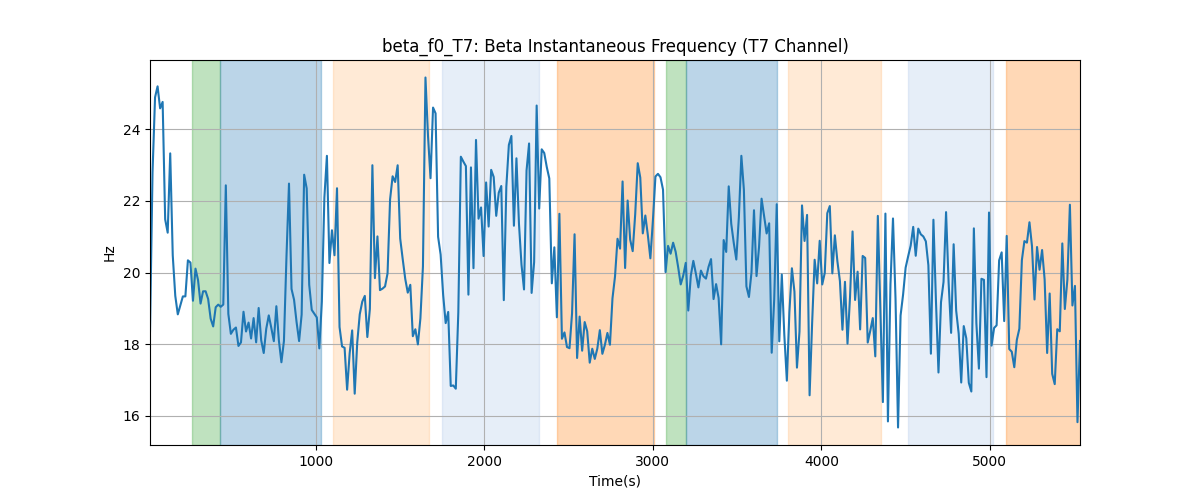 beta_f0_T7: Beta Instantaneous Frequency (T7 Channel)
24
22
20
18
16
Hz
1000 2000 3000 4000 5000
Time(s)